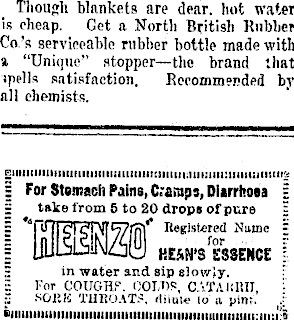 Though blankets are dear, hot water
is cheap. Get a North British Rubber
Co.'s serviceable rubber bottle made with
a "Unique" stopper—the brand that
spells satisfaction. Recommended by
all chemists.
For Stomach Pains, Cramps, Diarrhoea
take from 5 to 20 drops of pure
"HEENZO"
Registered Name
for
HEAN'S ESSENCE
in water and sip slowly.
For COUGHS, COLDS, CATARRH,
SORE THROATS, dilute to a pint.